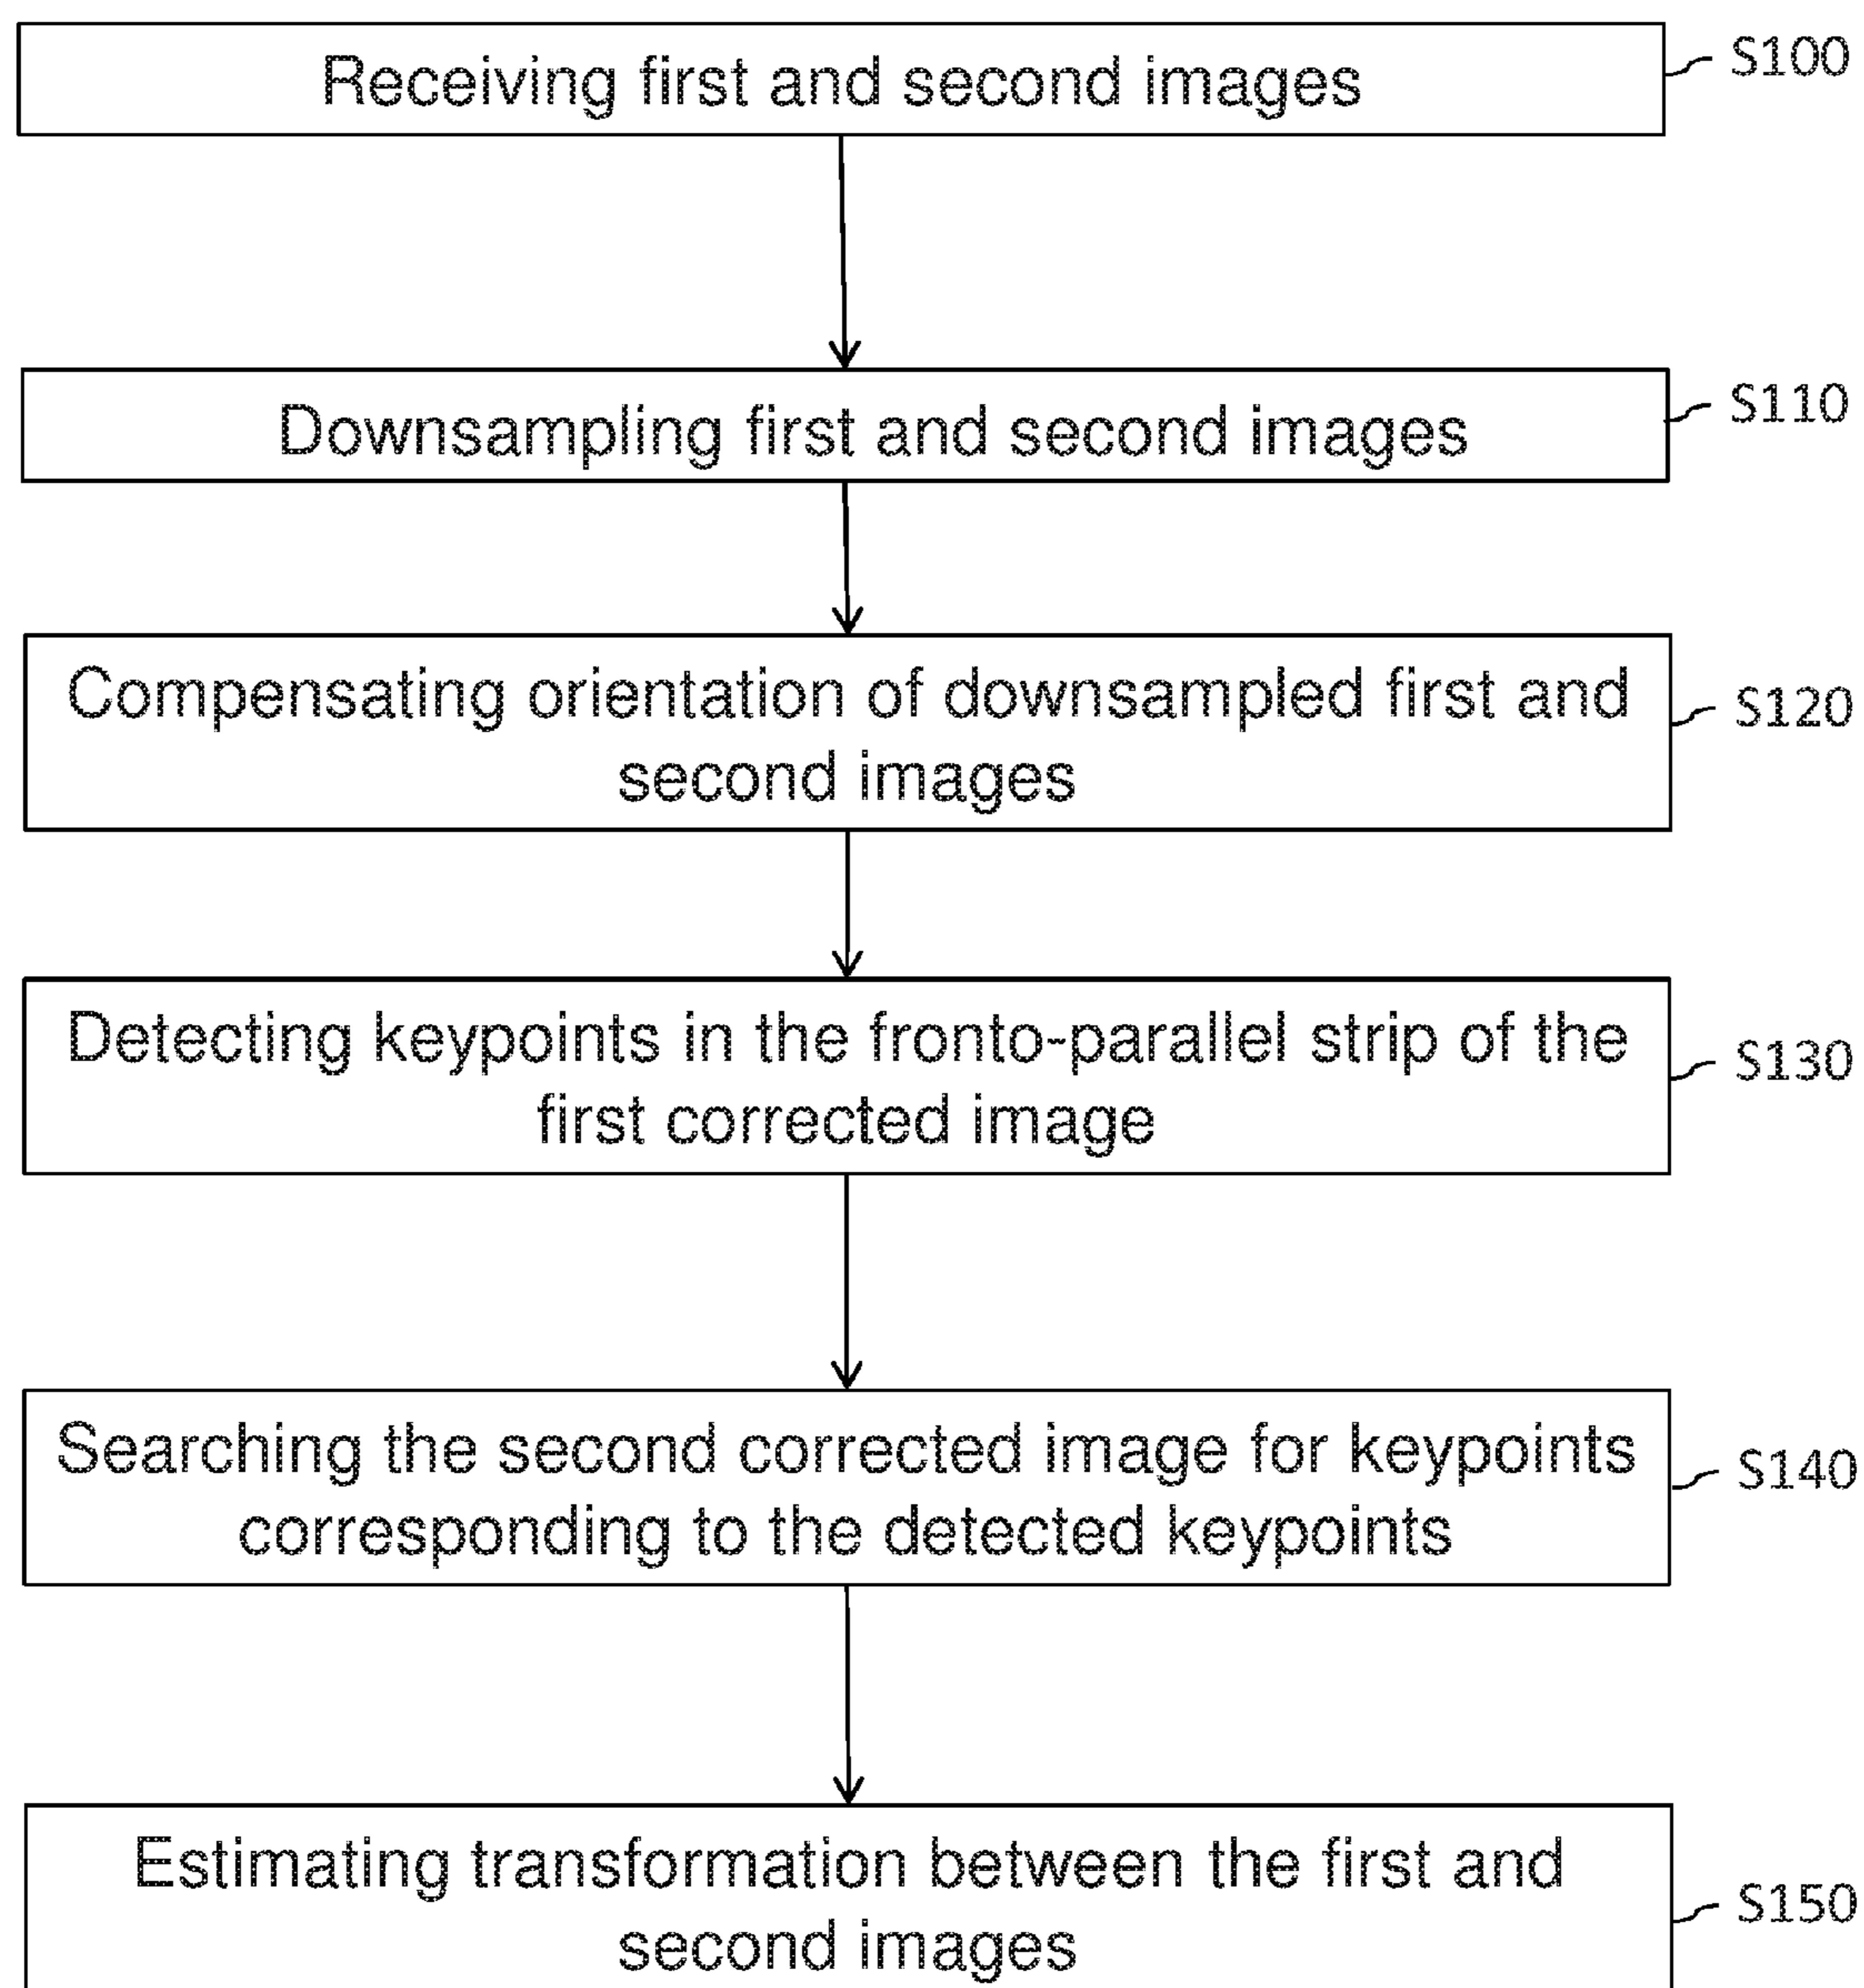 Receiving first and second images
S100
Downsampling first and second images
S110
Compensating orientation of downsampled first and
second images
S120
Detecting keypoints in the fronto-parallel strip of the
first corrected image
S130
Searching the second corrected image for keypoints
corresponding to the detected keypoints
S140
Estimating transformation between the first and
second images
S150